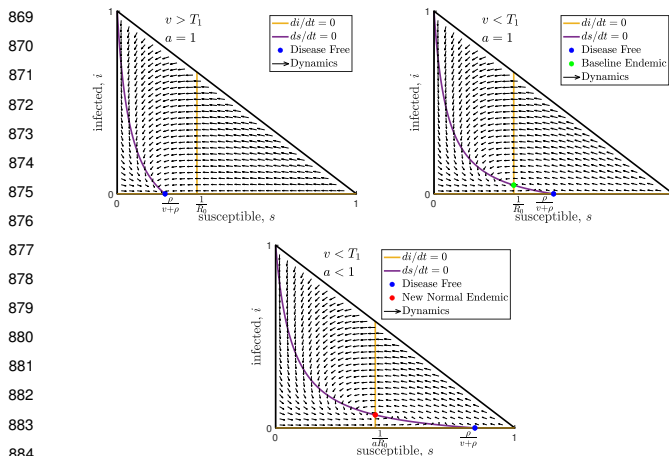 869
870
871
872
873
874
875
876
877
878
879
880
881
882
883
884
1
v > T₁
a = 1
di/dt = 0
ds/dt = 0
Disease Free
Dynamics
infected, i
0
0
ρ/(v+ρ)
1/R₀
1
susceptible, s
1
v < T₁
a = 1
di/dt = 0
ds/dt = 0
Disease Free
Baseline Endemic
Dynamics
infected, i
0
0
1/R₀
ρ/(v+ρ)
susceptible, s
1
v < T₁
a < 1
di/dt = 0
ds/dt = 0
Disease Free
New Normal Endemic
Dynamics
infected, i
0
0
1/(aR₀)
ρ/(v+ρ)
1
susceptible, s